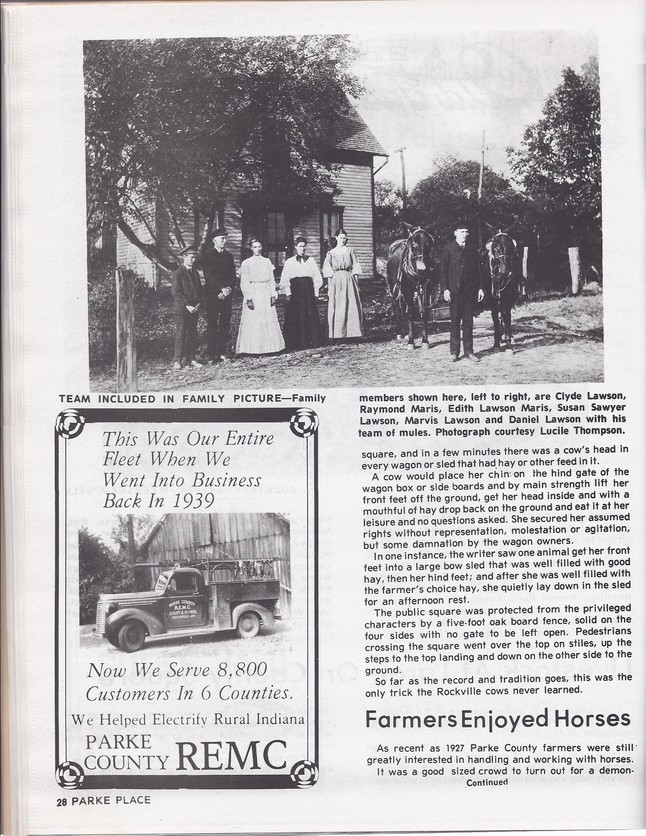 TEAM INCLUDED IN FAMILY PICTURE—Family
members shown here, left to right, are Clyde Lawson,
Raymond Maris, Edith Lawson Maris, Susan Sawyer
Lawson, Marvis Lawson and Daniel Lawson with his
team of mules. Photograph courtesy Lucile Thompson.
This Was Our Entire
Fleet When We
Went Into Business
Back In 1939
PARKE COUNTY
R.E.M.C.
Now We Serve 8,800
Customers In 6 Counties.
We Helped Electrify Rural Indiana
PARKE
COUNTY REMC
square, and in a few minutes there was a cow's head in
every wagon or sled that had hay or other feed in it.
A cow would place her chin on the hind gate of the
wagon box or side boards and by main strength lift her
front feet off the ground, get her head inside and with a
mouthful of hay drop back on the ground and eat it at her
leisure and no questions asked. She secured her assumed
rights without representation, molestation or agitation,
but some damnation by the wagon owners.
In one instance, the writer saw one animal get her front
feet into a large bow sled that was well filled with good
hay, then her hind feet; and after she was well filled with
the farmer's choice hay, she quietly lay down in the sled
for an afternoon rest.
The public square was protected from the privileged
characters by a five-foot oak board fence, solid on the
four sides with no gate to be left open. Pedestrians
crossing the square went over the top on stiles, up the
steps to the top landing and down on the other side to the
ground.
So far as the record and tradition goes, this was the
only trick the Rockville cows never learned.
Farmers Enjoyed Horses
As recent as 1927 Parke County farmers were still
greatly interested in handling and working with horses.
It was a good sized crowd to turn out for a demon-
Continued
28 PARKE PLACE